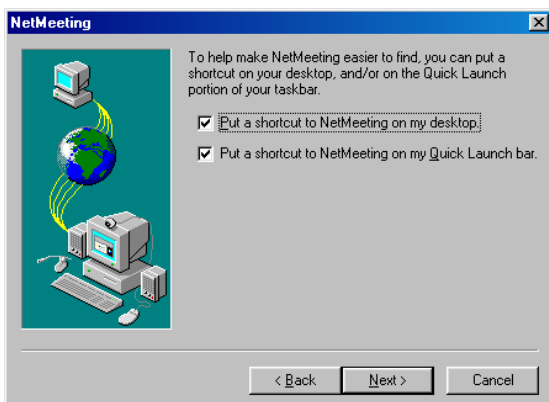 NetMeeting
To help make NetMeeting easier to find, you can put a
shortcut on your desktop, and/or on the Quick Launch
portion of your taskbar.
Put a shortcut to NetMeeting on my desktop.
Put a shortcut to NetMeeting on my Quick Launch bar.
< Back Next > Cancel